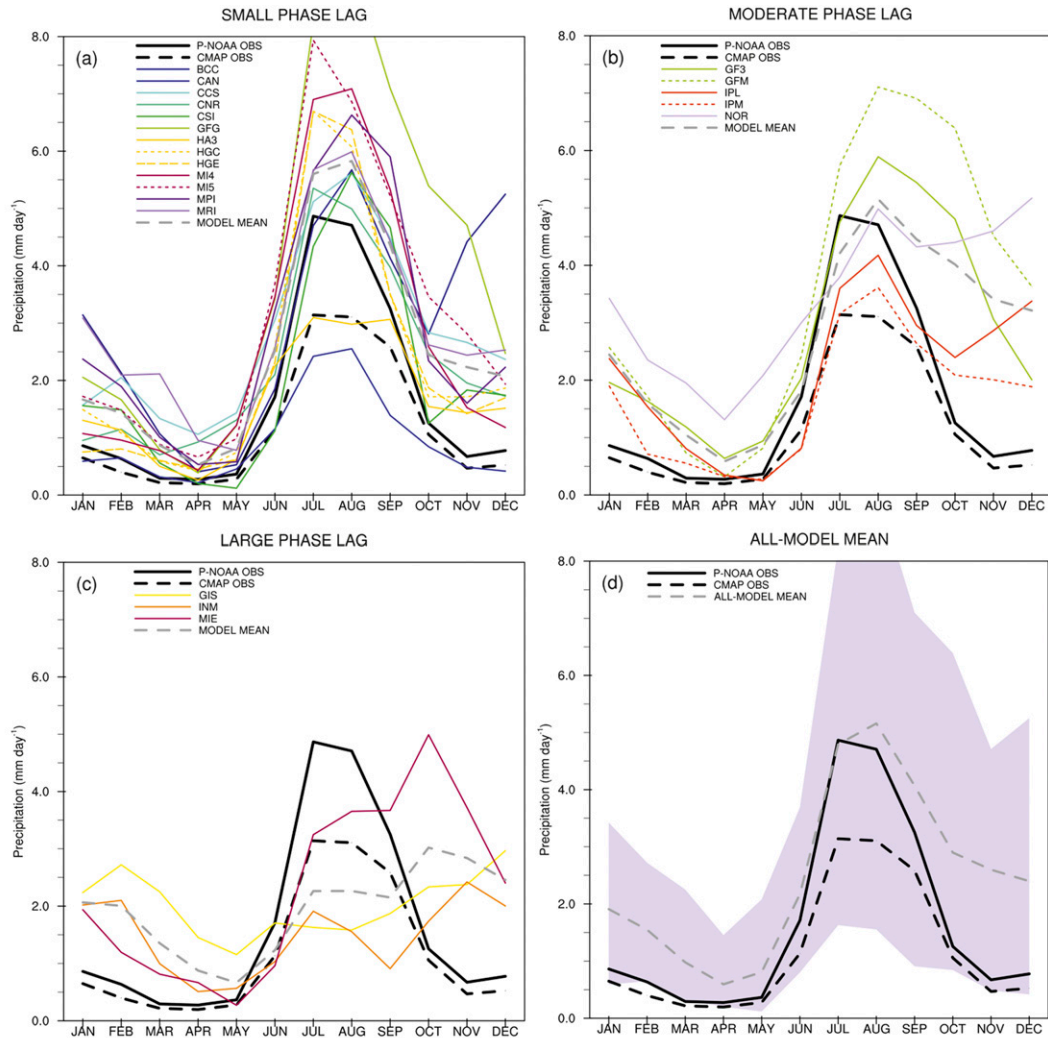 SMALL PHASE LAG
8.0
6.0
4.0
2.0
0.0
Precipitation (mm day⁻¹)
(a)
P-NOAA OBS
CMAP OBS
BCC
CAN
CCS
CNR
CSI
GFG
HA3
HGC
HGE
MI4
MI5
MPI
MRI
MODEL MEAN
JAN FEB MAR APR MAY JUN JUL AUG SEP OCT NOV DEC
MODERATE PHASE LAG
8.0
6.0
4.0
2.0
0.0
Precipitation (mm day⁻¹)
(b)
P-NOAA OBS
CMAP OBS
GF3
GFM
IPL
IPM
NOR
MODEL MEAN
JAN FEB MAR APR MAY JUN JUL AUG SEP OCT NOV DEC
LARGE PHASE LAG
8.0
6.0
4.0
2.0
0.0
Precipitation (mm day⁻¹)
(c)
P-NOAA OBS
CMAP OBS
GIS
INM
MIE
MODEL MEAN
JAN FEB MAR APR MAY JUN JUL AUG SEP OCT NOV DEC
ALL-MODEL MEAN
8.0
6.0
4.0
2.0
0.0
Precipitation (mm day⁻¹)
(d)
P-NOAA OBS
CMAP OBS
ALL-MODEL MEAN
JAN FEB MAR APR MAY JUN JUL AUG SEP OCT NOV DEC